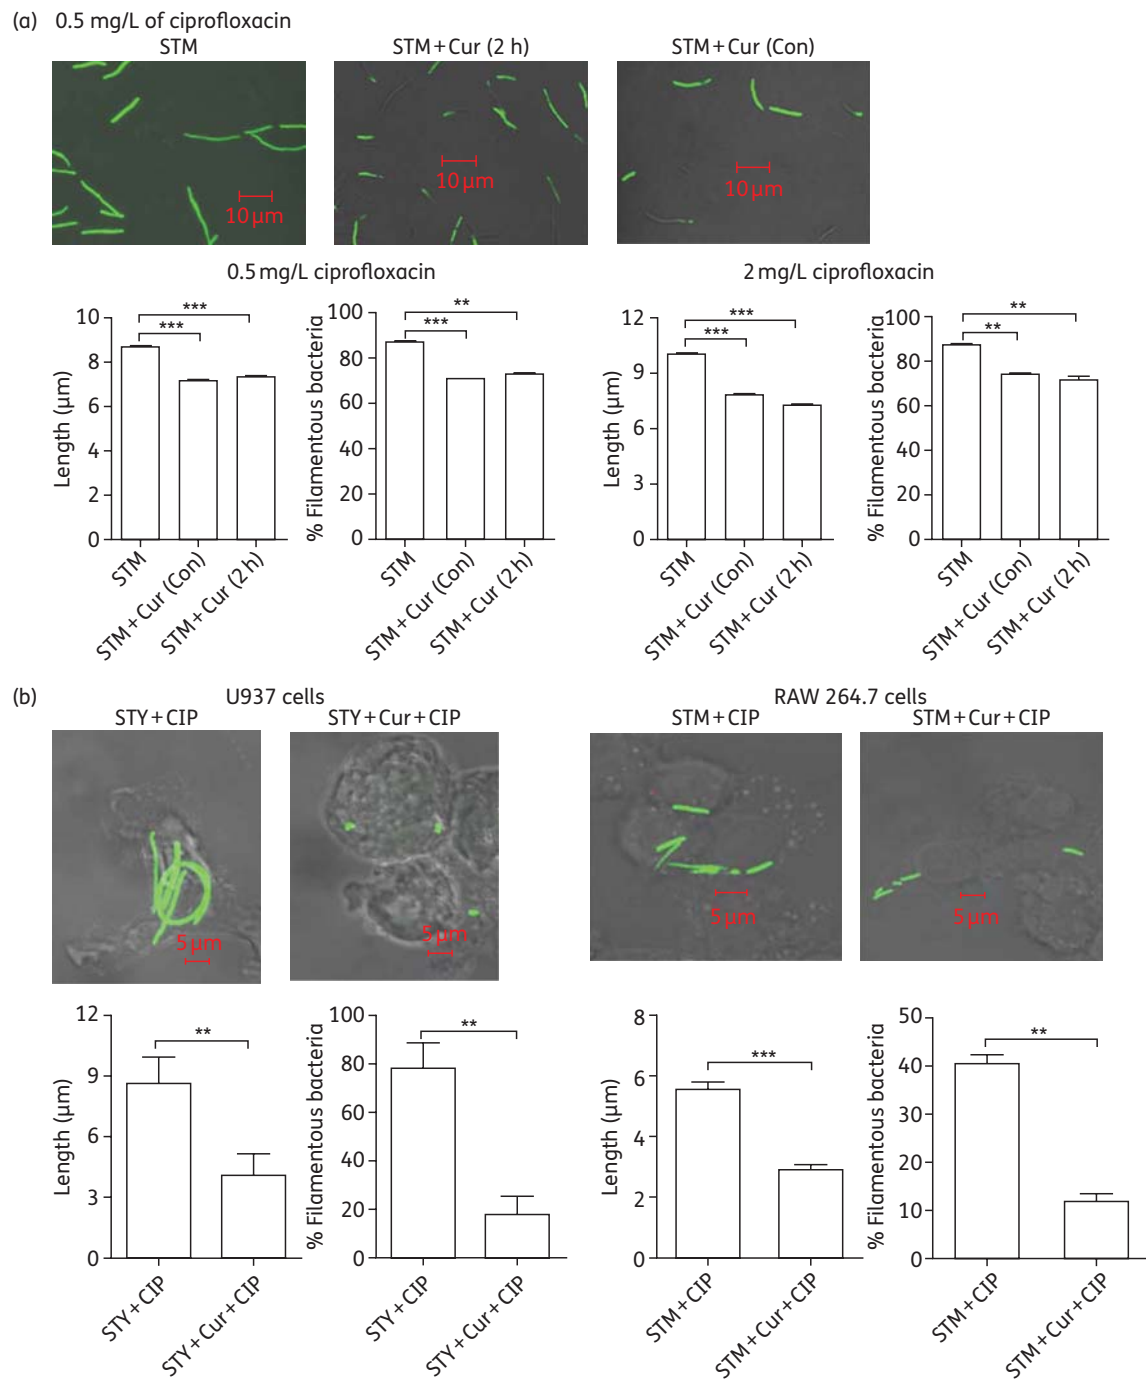 (a) 0.5 mg/L of ciprofloxacin
STM STM+Cur (2 h) STM+Cur (Con)
10 µm 10 µm 10 µm
0.5 mg/L ciprofloxacin 2 mg/L ciprofloxacin
Length (µm)
10
8
6
4
2
0
***
***
STM
STM+Cur (Con)
STM+Cur (2 h)
% Filamentous bacteria
100
80
60
40
20
0
**
***
STM
STM+Cur (Con)
STM+Cur (2 h)
Length (µm)
12
9
6
3
0
***
***
STM
STM+Cur (Con)
STM+Cur (2 h)
% Filamentous bacteria
100
80
60
40
20
0
**
**
STM
STM+Cur (Con)
STM+Cur (2 h)
(b) U937 cells RAW 264.7 cells
STY+CIP STY+Cur+CIP STM+CIP STM+Cur+CIP
5 µm 5 µm 5 µm 5 µm
Length (µm)
12
9
6
3
0
**
STY+CIP
STY+Cur+CIP
% Filamentous bacteria
100
80
60
40
20
0
**
STY+CIP
STY+Cur+CIP
Length (µm)
8
6
4
2
0
***
STM+CIP
STM+Cur+CIP
% Filamentous bacteria
50
40
30
20
10
0
**
STM+CIP
STM+Cur+CIP